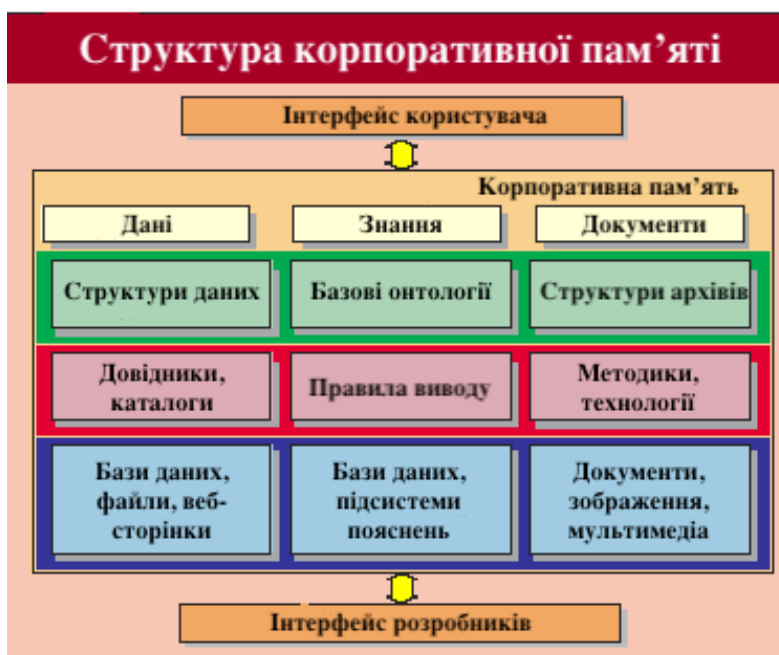 Структура корпоративної пам’яті
Інтерфейс користувача
Корпоративна пам’ять
Дані
Знання
Документи
Структури даних
Базові онтології
Структури архівів
Довідники,
каталоги
Правила виводу
Методики,
технології
Бази даних,
файли, веб-
сторінки
Бази даних,
підсистеми
пояснень
Документи,
зображення,
мультимедіа
Інтерфейс розробників